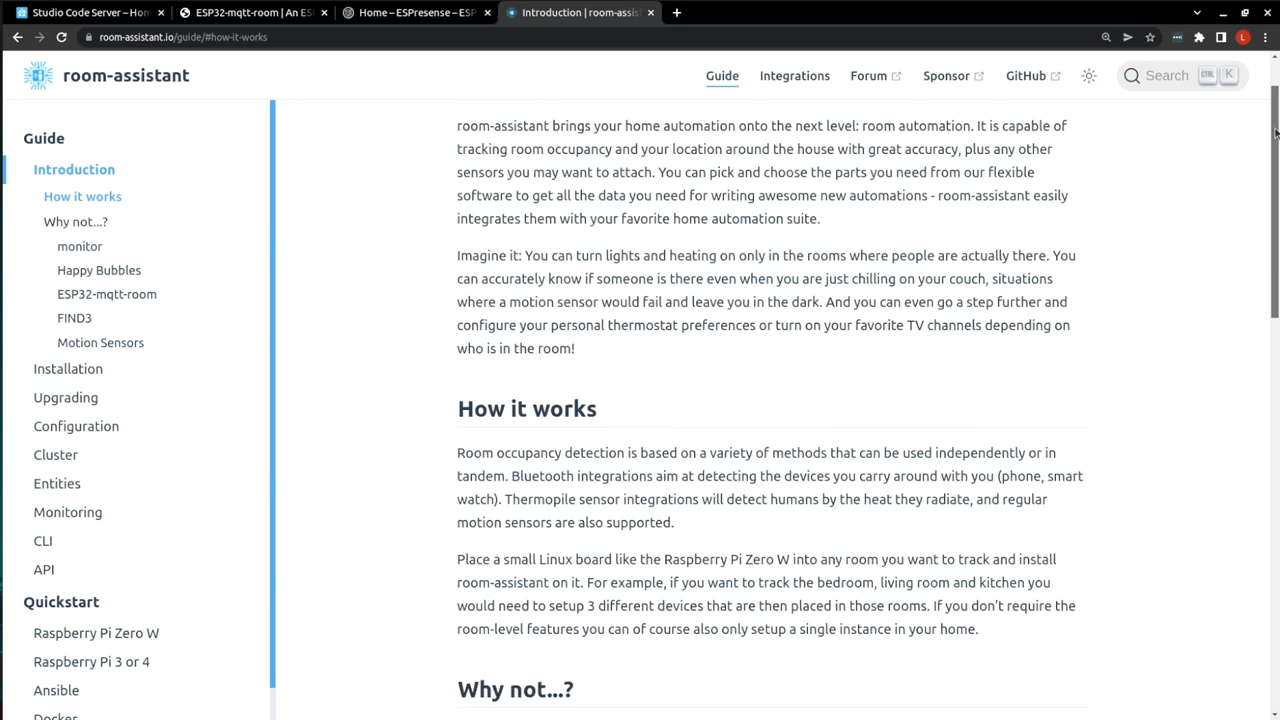 Studio Code Server – Hom
ESP32-mqtt-room | An ES
Home – ESPresense – ESP
Introduction | room-assis
room-assistant.io/guide/#how-it-works
L
room-assistant
Guide
Integrations
Forum
Sponsor
GitHub
Search
CTRL
K
Guide
Introduction
How it works
Why not...?
monitor
Happy Bubbles
ESP32-mqtt-room
FIND3
Motion Sensors
Installation
Upgrading
Configuration
Cluster
Entities
Monitoring
CLI
API
Quickstart
Raspberry Pi Zero W
Raspberry Pi 3 or 4
Ansible
Docker
room-assistant brings your home automation onto the next level: room automation. It is capable of
tracking room occupancy and your location around the house with great accuracy, plus any other
sensors you may want to attach. You can pick and choose the parts you need from our flexible
software to get all the data you need for writing awesome new automations - room-assistant easily
integrates them with your favorite home automation suite.
Imagine it: You can turn lights and heating on only in the rooms where people are actually there. You
can accurately know if someone is there even when you are just chilling on your couch, situations
where a motion sensor would fail and leave you in the dark. And you can even go a step further and
configure your personal thermostat preferences or turn on your favorite TV channels depending on
who is in the room!
How it works
Room occupancy detection is based on a variety of methods that can be used independently or in
tandem. Bluetooth integrations aim at detecting the devices you carry around with you (phone, smart
watch). Thermopile sensor integrations will detect humans by the heat they radiate, and regular
motion sensors are also supported.
Place a small Linux board like the Raspberry Pi Zero W into any room you want to track and install
room-assistant on it. For example, if you want to track the bedroom, living room and kitchen you
would need to setup 3 different devices that are then placed in those rooms. If you don't require the
room-level features you can of course also only setup a single instance in your home.
Why not...?